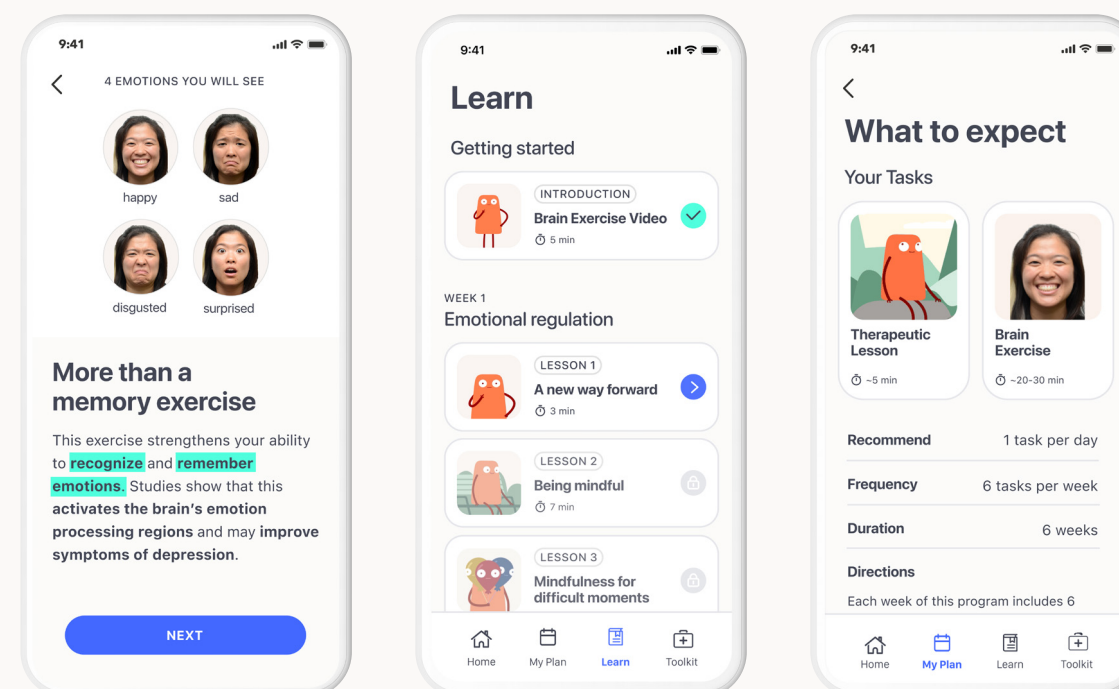 9:41
4 EMOTIONS YOU WILL SEE
happy
sad
disgusted
surprised
More than a
memory exercise
This exercise strengthens your ability
to recognize and remember
emotions. Studies show that this
activates the brain's emotion
processing regions and may improve
symptoms of depression.
NEXT
9:41
Learn
Getting started
INTRODUCTION
Brain Exercise Video
5 min
WEEK 1
Emotional regulation
LESSON 1
A new way forward
3 min
LESSON 2
Being mindful
7 min
LESSON 3
Mindfulness for
difficult moments
Home
My Plan
Learn
Toolkit
9:41
What to expect
Your Tasks
Therapeutic
Lesson
~5 min
Brain
Exercise
~20-30 min
Recommend 1 task per day
Frequency 6 tasks per week
Duration 6 weeks
Directions
Each week of this program includes 6
Home
My Plan
Learn
Toolkit